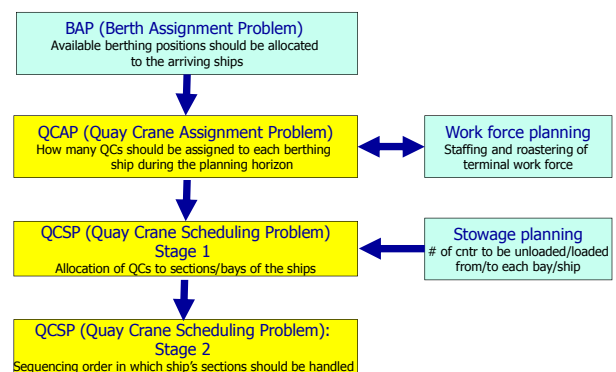 BAP (Berth Assignment Problem)
Available berthing positions should be allocated
to the arriving ships
QCAP (Quay Crane Assignment Problem)
How many QCs should be assigned to each berthing
ship during the planning horizon
Work force planning
Staffing and roastering of
terminal work force
QCSP (Quay Crane Scheduling Problem)
Stage 1
Allocation of QCs to sections/bays of the ships
Stowage planning
# of cntr to be unloaded/loaded
from/to each bay/ship
QCSP (Quay Crane Scheduling Problem):
Stage 2
Sequencing order in which ship's sections should be handled